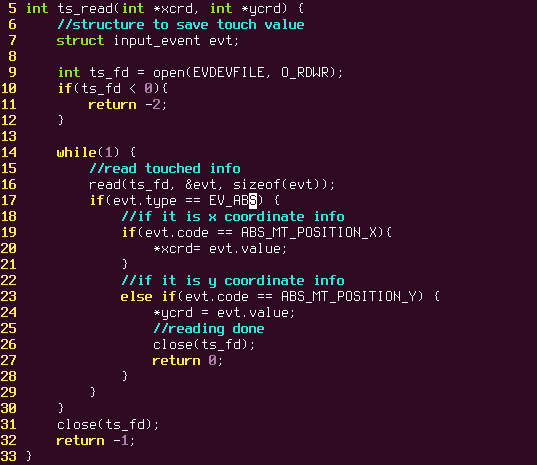 5 int ts_read(int *xcrd, int *ycrd) {
6     //structure to save touch value
7     struct input_event evt;
8
9     int ts_fd = open(EVDEVFILE, O_RDWR);
10     if(ts_fd < 0){
11         return -2;
12     }
13
14     while(1) {
15         //read touched info
16         read(ts_fd, &evt, sizeof(evt));
17         if(evt.type == EV_ABS) {
18             //if it is x coordinate info
19             if(evt.code == ABS_MT_POSITION_X){
20                 *xcrd= evt.value;
21             }
22             //if it is y coordinate info
23             else if(evt.code == ABS_MT_POSITION_Y) {
24                 *ycrd = evt.value;
25                 //reading done
26                 close(ts_fd);
27                 return 0;
28             }
29         }
30     }
31     close(ts_fd);
32     return -1;
33 }